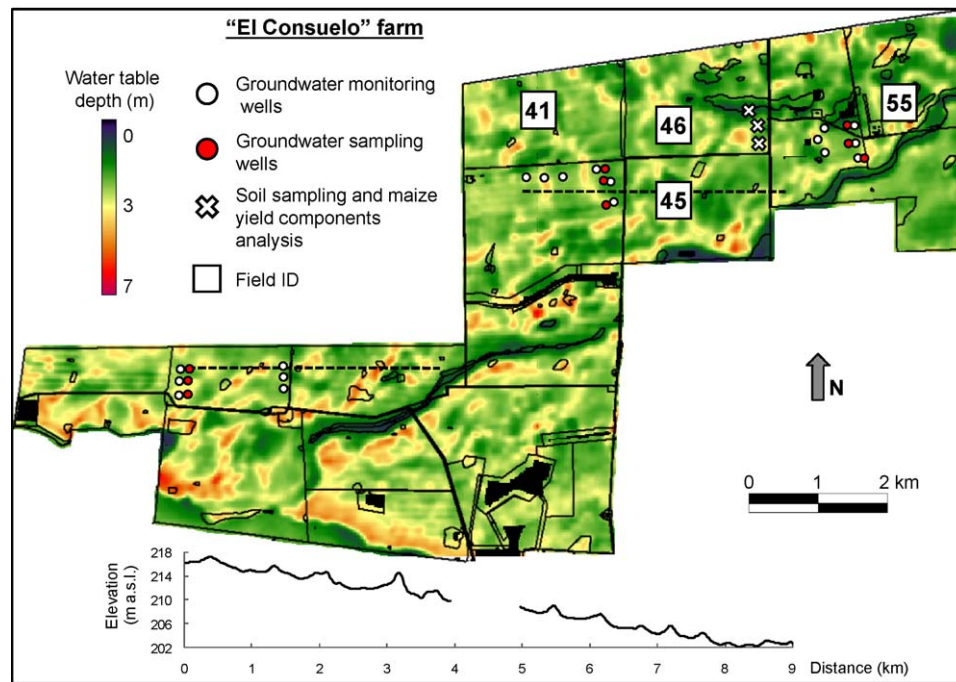 "El Consuelo" farm
Water table
depth (m)
0
3
7
Groundwater monitoring
wells
Groundwater sampling
wells
Soil sampling and maize
yield components
analysis
Field ID
41
46
55
45
N
0 1 2 km
Elevation
(m a.s.l.)
218
214
210
206
202
0 1 2 3 4 5 6 7 8 9 Distance (km)